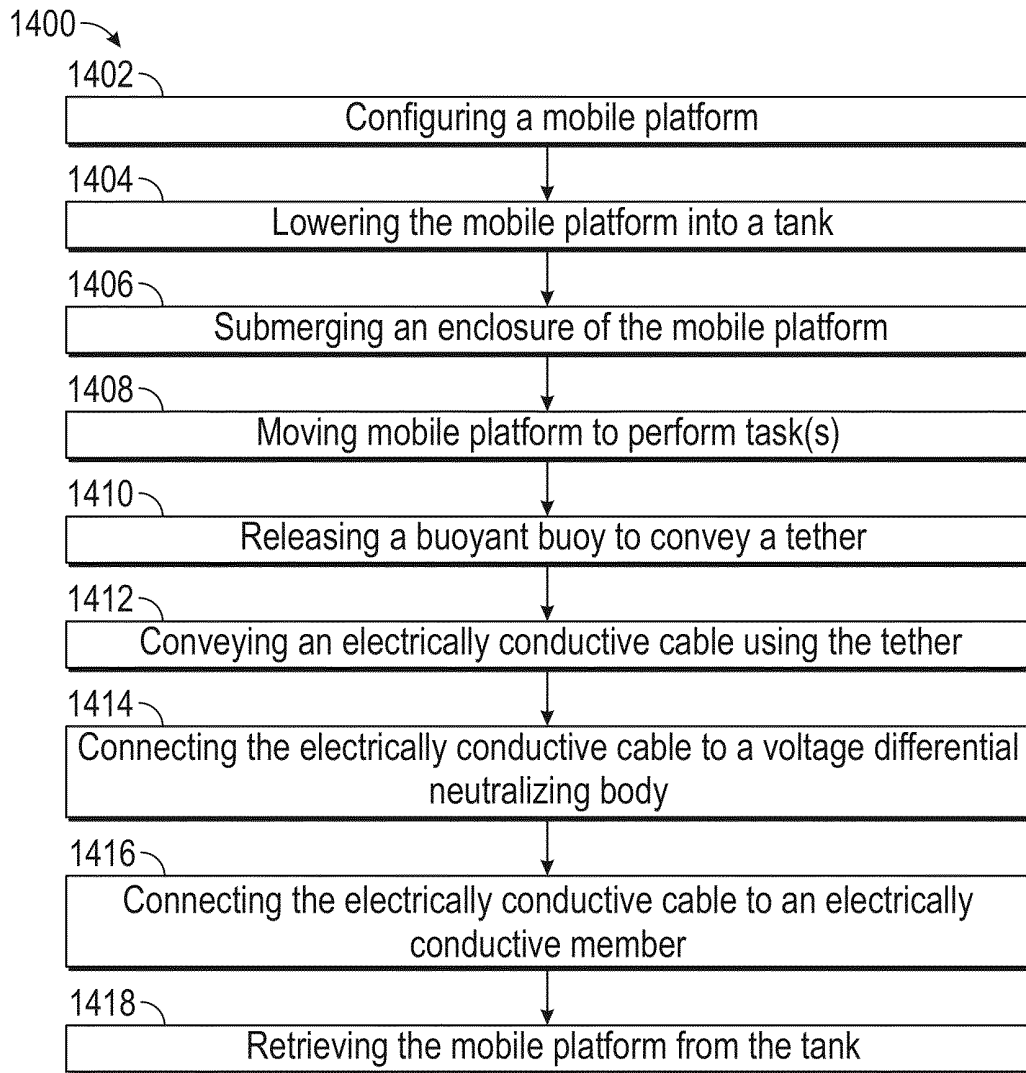 1400
1402
Configuring a mobile platform
1404
Lowering the mobile platform into a tank
1406
Submerging an enclosure of the mobile platform
1408
Moving mobile platform to perform task(s)
1410
Releasing a buoyant buoy to convey a tether
1412
Conveying an electrically conductive cable using the tether
1414
Connecting the electrically conductive cable to a voltage differential
neutralizing body
1416
Connecting the electrically conductive cable to an electrically
conductive member
1418
Retrieving the mobile platform from the tank